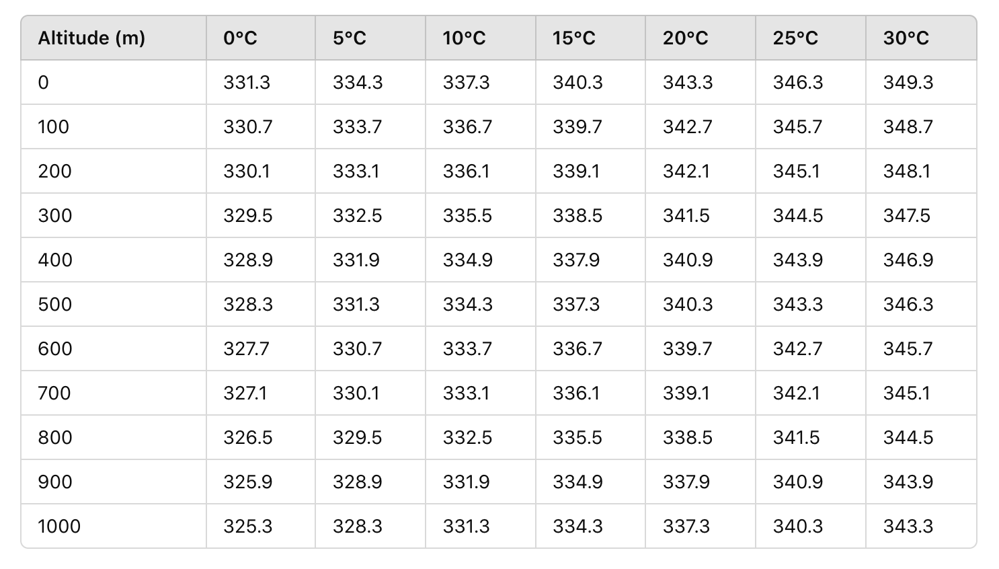 Altitude (m) 0°C 5°C 10°C 15°C 20°C 25°C 30°C
0 331.3 334.3 337.3 340.3 343.3 346.3 349.3
100 330.7 333.7 336.7 339.7 342.7 345.7 348.7
200 330.1 333.1 336.1 339.1 342.1 345.1 348.1
300 329.5 332.5 335.5 338.5 341.5 344.5 347.5
400 328.9 331.9 334.9 337.9 340.9 343.9 346.9
500 328.3 331.3 334.3 337.3 340.3 343.3 346.3
600 327.7 330.7 333.7 336.7 339.7 342.7 345.7
700 327.1 330.1 333.1 336.1 339.1 342.1 345.1
800 326.5 329.5 332.5 335.5 338.5 341.5 344.5
900 325.9 328.9 331.9 334.9 337.9 340.9 343.9
1000 325.3 328.3 331.3 334.3 337.3 340.3 343.3